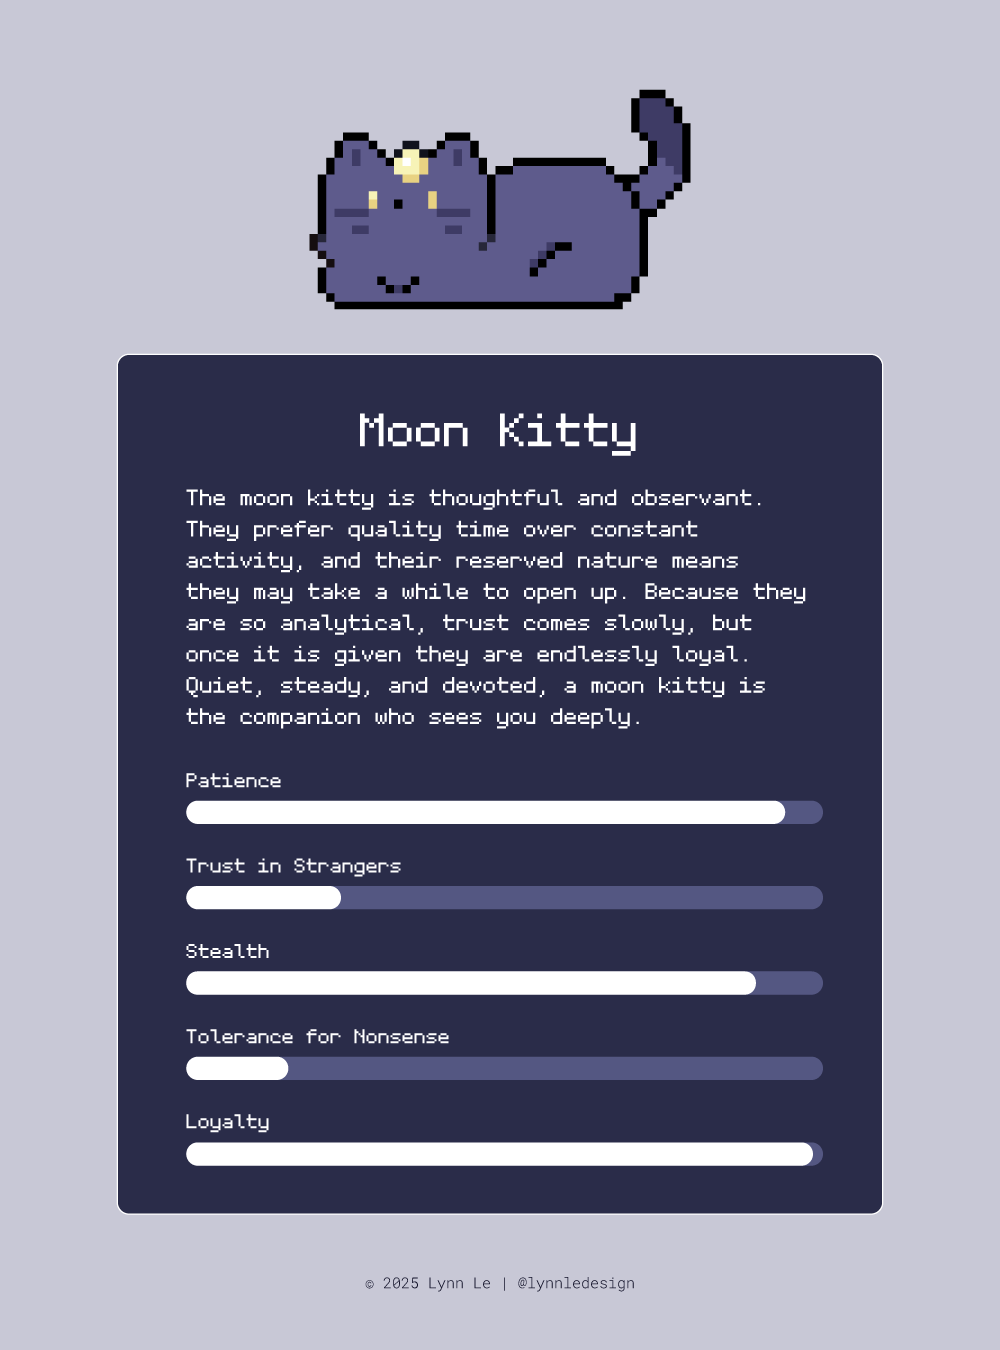 Moon Kitty
The moon kitty is thoughtful and observant.
They prefer quality time over constant
activity, and their reserved nature means
they may take a while to open up. Because they
are so analytical, trust comes slowly, but
once it is given they are endlessly loyal.
Quiet, steady, and devoted, a moon kitty is
the companion who sees you deeply.
Patience
Trust in Strangers
Stealth
Tolerance for Nonsense
Loyalty
© 2025 Lynn Le | @lynnledesign